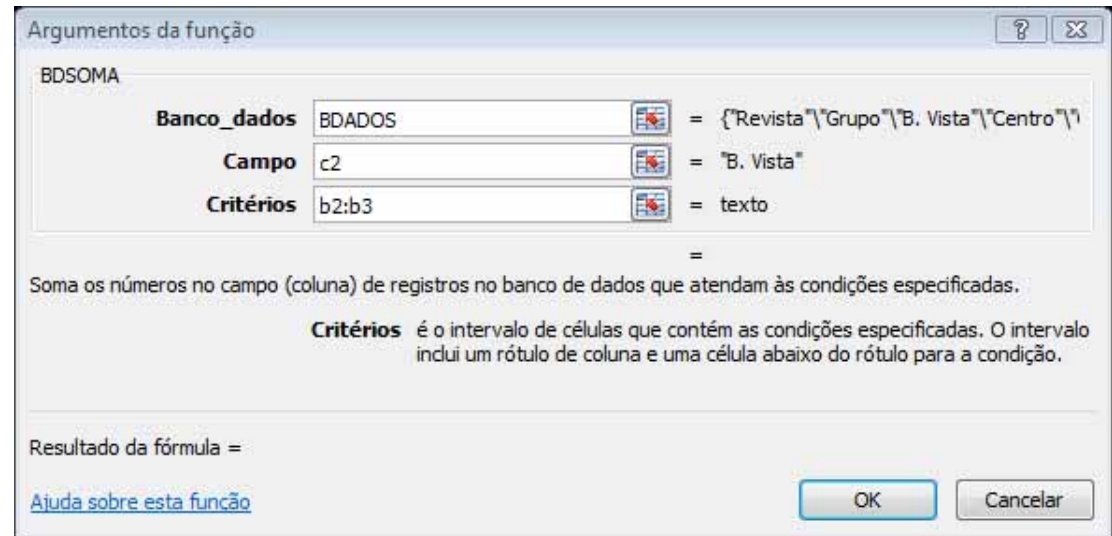 Argumentos da função
BDSOMA
Banco_dados BDADOS = {"Revista"\"Grupo"\"B. Vista"\"Centro"\"
Campo c2 = "B. Vista"
Critérios b2:b3 = texto
=
Soma os números no campo (coluna) de registros no banco de dados que atendam às condições especificadas.
Critérios é o intervalo de células que contém as condições especificadas. O intervalo
inclui um rótulo de coluna e uma célula abaixo do rótulo para a condição.
Resultado da fórmula =
Ajuda sobre esta função OK Cancelar